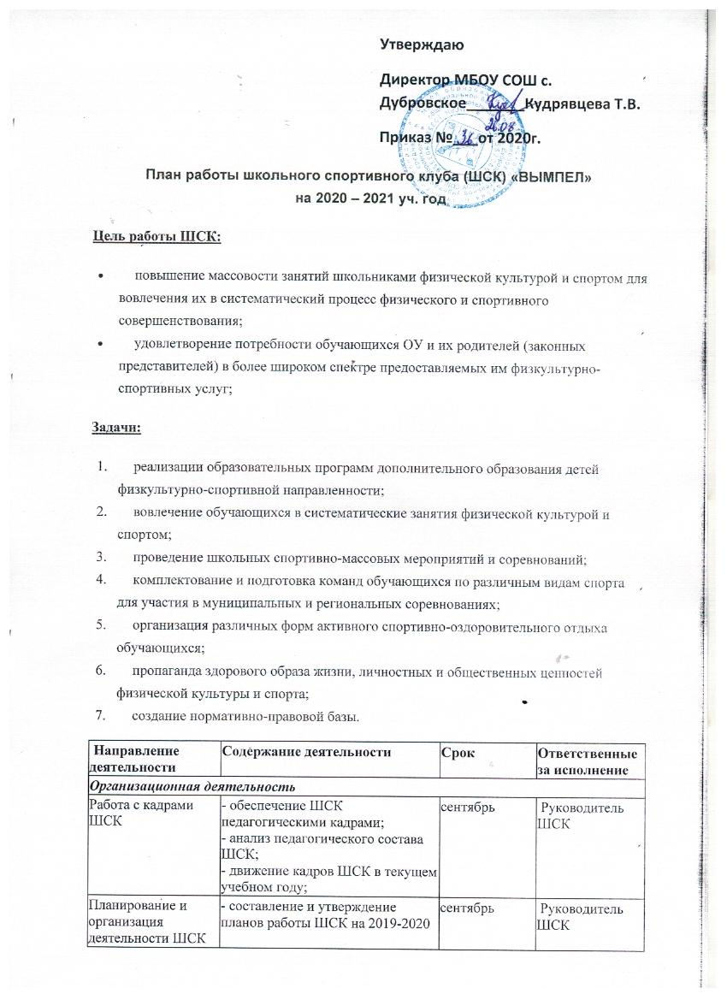 Утверждаю
Директор МБОУ СОШ с.
Дубровское Кудрявцева Т.В.
26.08
Приказ № 36 от 2020г.
План работы школьного спортивного клуба (ШСК) «ВЫМПЕЛ»
на 2020 – 2021 уч. год
Цель работы ШСК:
• повышение массовости занятий школьниками физической культурой и спортом для
вовлечения их в систематический процесс физического и спортивного
совершенствования;
• удовлетворение потребности обучающихся ОУ и их родителей (законных
представителей) в более широком спектре предоставляемых им физкультурно-
спортивных услуг;
Задачи:
1. реализации образовательных программ дополнительного образования детей
физкультурно-спортивной направленности;
2. вовлечение обучающихся в систематические занятия физической культурой и
спортом;
3. проведение школьных спортивно-массовых мероприятий и соревнований;
4. комплектование и подготовка команд обучающихся по различным видам спорта
для участия в муниципальных и региональных соревнованиях;
5. организация различных форм активного спортивно-оздоровительного отдыха
обучающихся;
6. пропаганда здорового образа жизни, личностных и общественных ценностей
физической культуры и спорта;
7. создание нормативно-правовой базы.
Направление
деятельности
Содержание деятельности
Срок
Ответственные
за исполнение
Организационная деятельность
Работа с кадрами
ШСК
- обеспечение ШСК
педагогическими кадрами;
- анализ педагогического состава
ШСК;
- движение кадров ШСК в текущем
учебном году;
сентябрь
Руководитель
ШСК
Планирование и
организация
деятельности ШСК
- составление и утверждение
планов работы ШСК на 2019-2020
сентябрь
Руководитель
ШСК